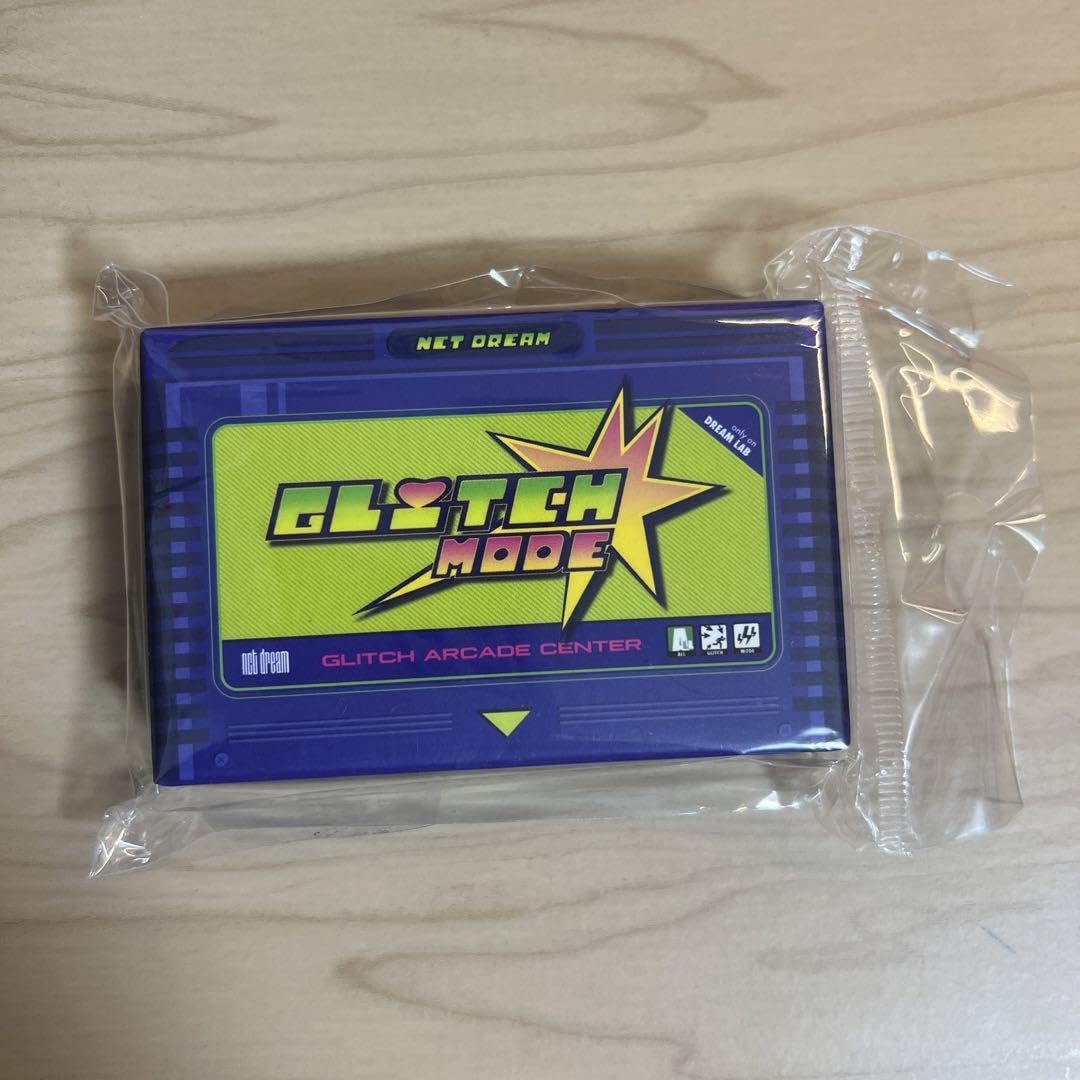 NCT DREAM
only on
DREAM LAB
GLITCH
MODE
nct dream
GLITCH ARCADE CENTER
ALL
GLITCH
MODE